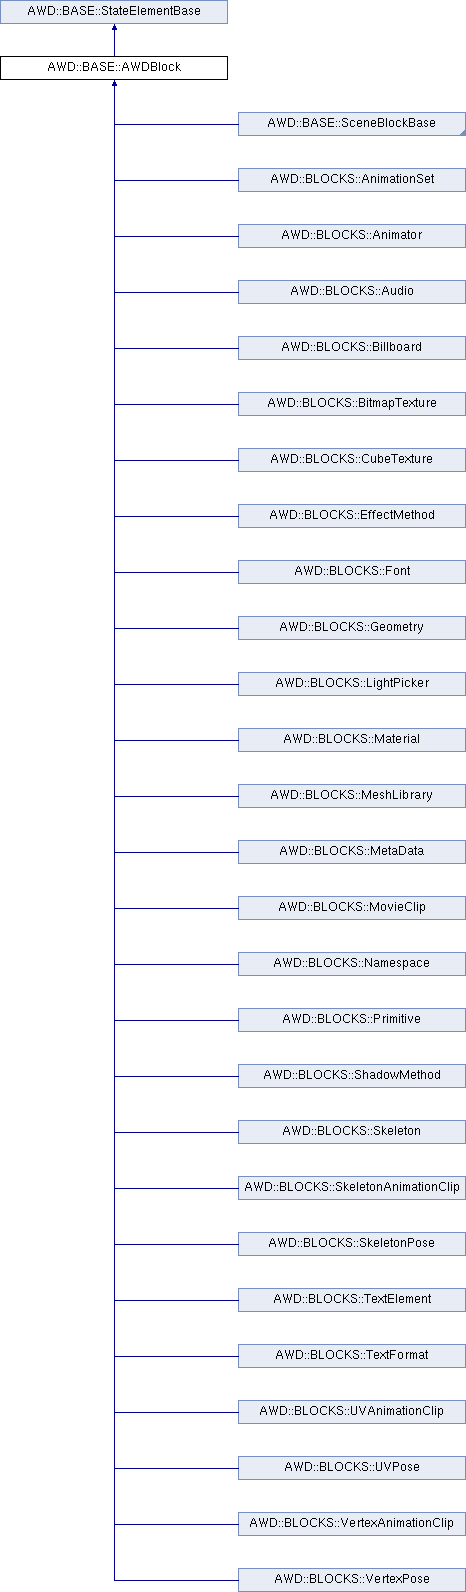 AWD::BASE::StateElementBase
AWD::BASE::AWDBlock
AWD::BASE::SceneBlockBase
AWD::BLOCKS::AnimationSet
AWD::BLOCKS::Animator
AWD::BLOCKS::Audio
AWD::BLOCKS::Billboard
AWD::BLOCKS::BitmapTexture
AWD::BLOCKS::CubeTexture
AWD::BLOCKS::EffectMethod
AWD::BLOCKS::Font
AWD::BLOCKS::Geometry
AWD::BLOCKS::LightPicker
AWD::BLOCKS::Material
AWD::BLOCKS::MeshLibrary
AWD::BLOCKS::MetaData
AWD::BLOCKS::MovieClip
AWD::BLOCKS::Namespace
AWD::BLOCKS::Primitive
AWD::BLOCKS::ShadowMethod
AWD::BLOCKS::Skeleton
AWD::BLOCKS::SkeletonAnimationClip
AWD::BLOCKS::SkeletonPose
AWD::BLOCKS::TextElement
AWD::BLOCKS::TextFormat
AWD::BLOCKS::UVAnimationClip
AWD::BLOCKS::UVPose
AWD::BLOCKS::VertexAnimationClip
AWD::BLOCKS::VertexPose